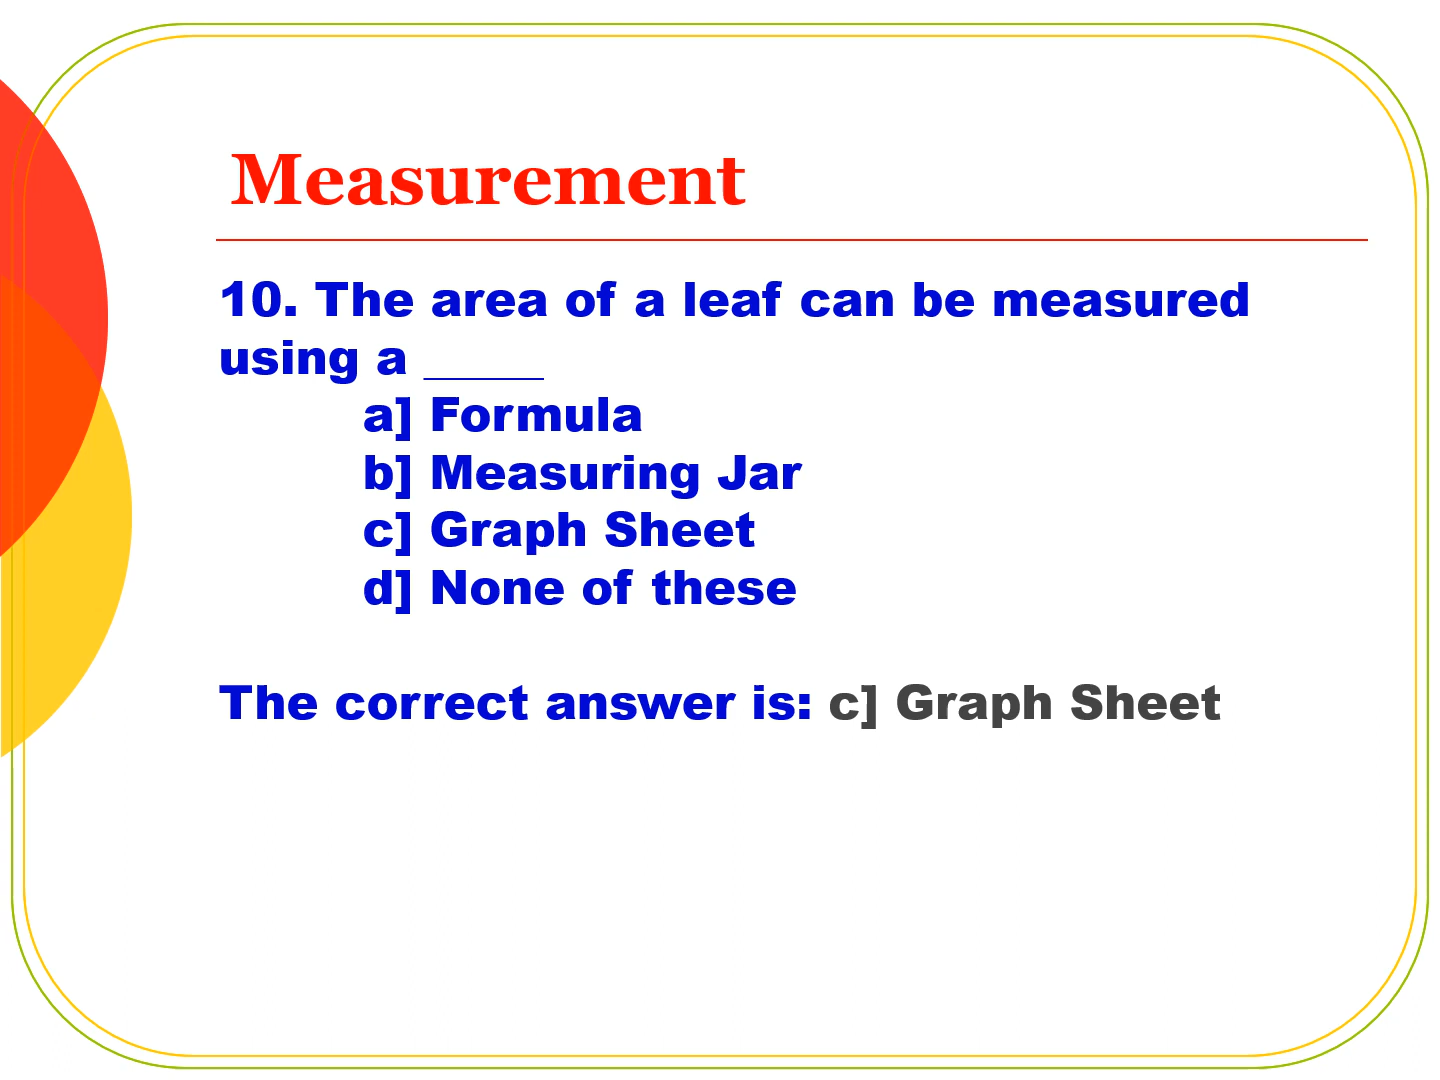 Measurement
10. The area of a leaf can be measured
using a _____
a] Formula
b] Measuring Jar
c] Graph Sheet
d] None of these
The correct answer is: c] Graph Sheet